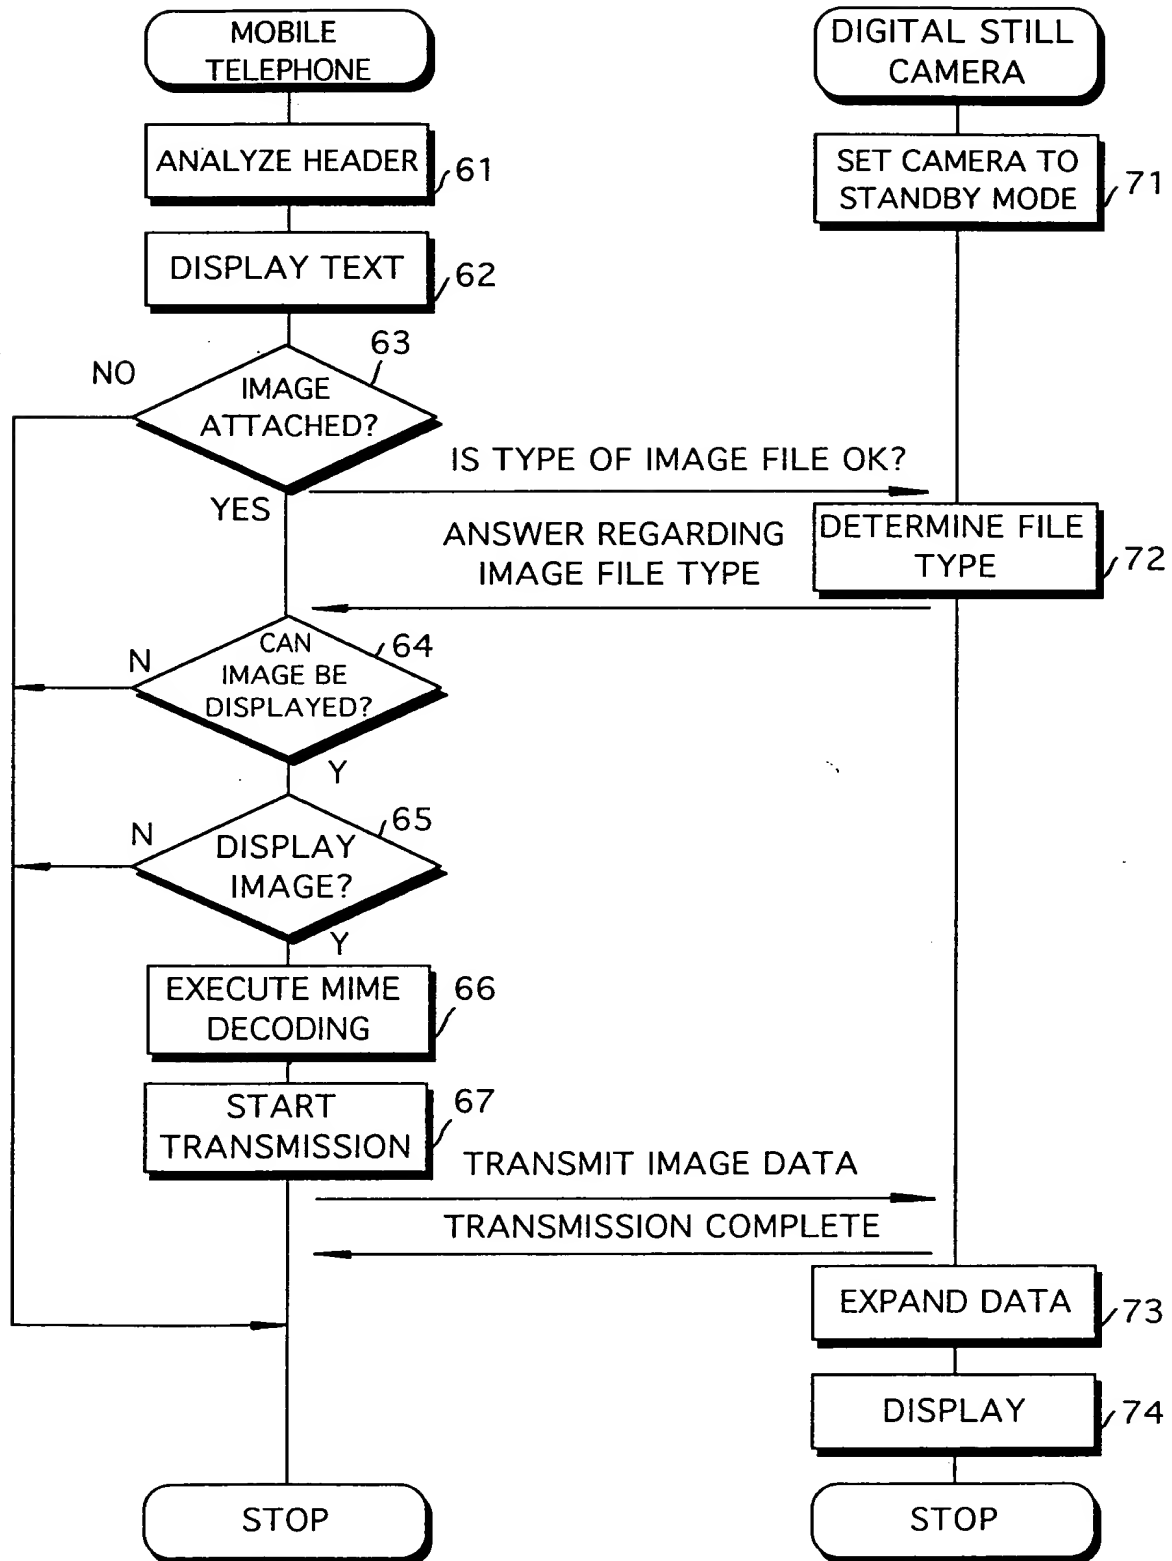 MOBILE
TELEPHONE
DIGITAL STILL
CAMERA
ANALYZE HEADER
61
SET CAMERA TO
STANDBY MODE
71
DISPLAY TEXT
62
63
NO
IMAGE
ATTACHED?
YES
IS TYPE OF IMAGE FILE OK?
DETERMINE FILE
TYPE
72
ANSWER REGARDING
IMAGE FILE TYPE
CAN
IMAGE BE
DISPLAYED?
64
N
Y
65
N
DISPLAY
IMAGE?
Y
EXECUTE MIME
DECODING
66
START
TRANSMISSION
67
TRANSMIT IMAGE DATA
TRANSMISSION COMPLETE
EXPAND DATA
73
DISPLAY
74
STOP
STOP